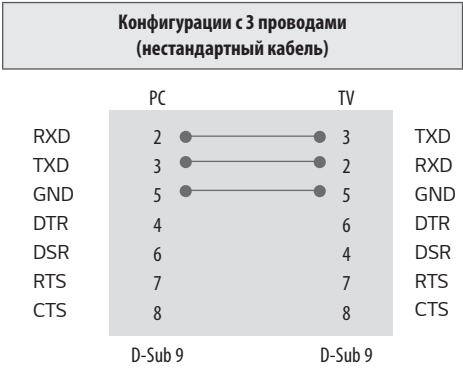 Конфигурации с 3 проводами
(нестандартный кабель)
PC TV
RXD 2 3 TXD
TXD 3 2 RXD
GND 5 5 GND
DTR 4 6 DTR
DSR 6 4 DSR
RTS 7 7 RTS
CTS 8 8 CTS
D-Sub 9 D-Sub 9